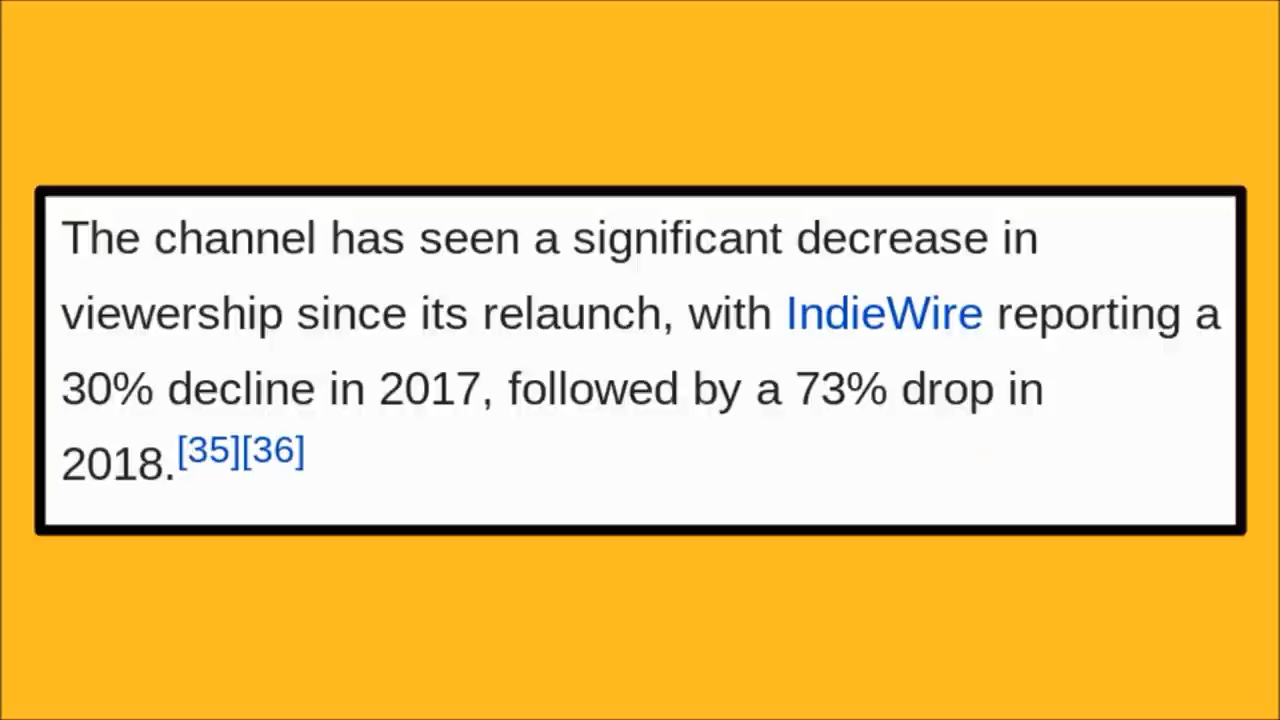 The channel has seen a significant decrease in
viewership since its relaunch, with IndieWire reporting a
30% decline in 2017, followed by a 73% drop in
2018.[35][36]